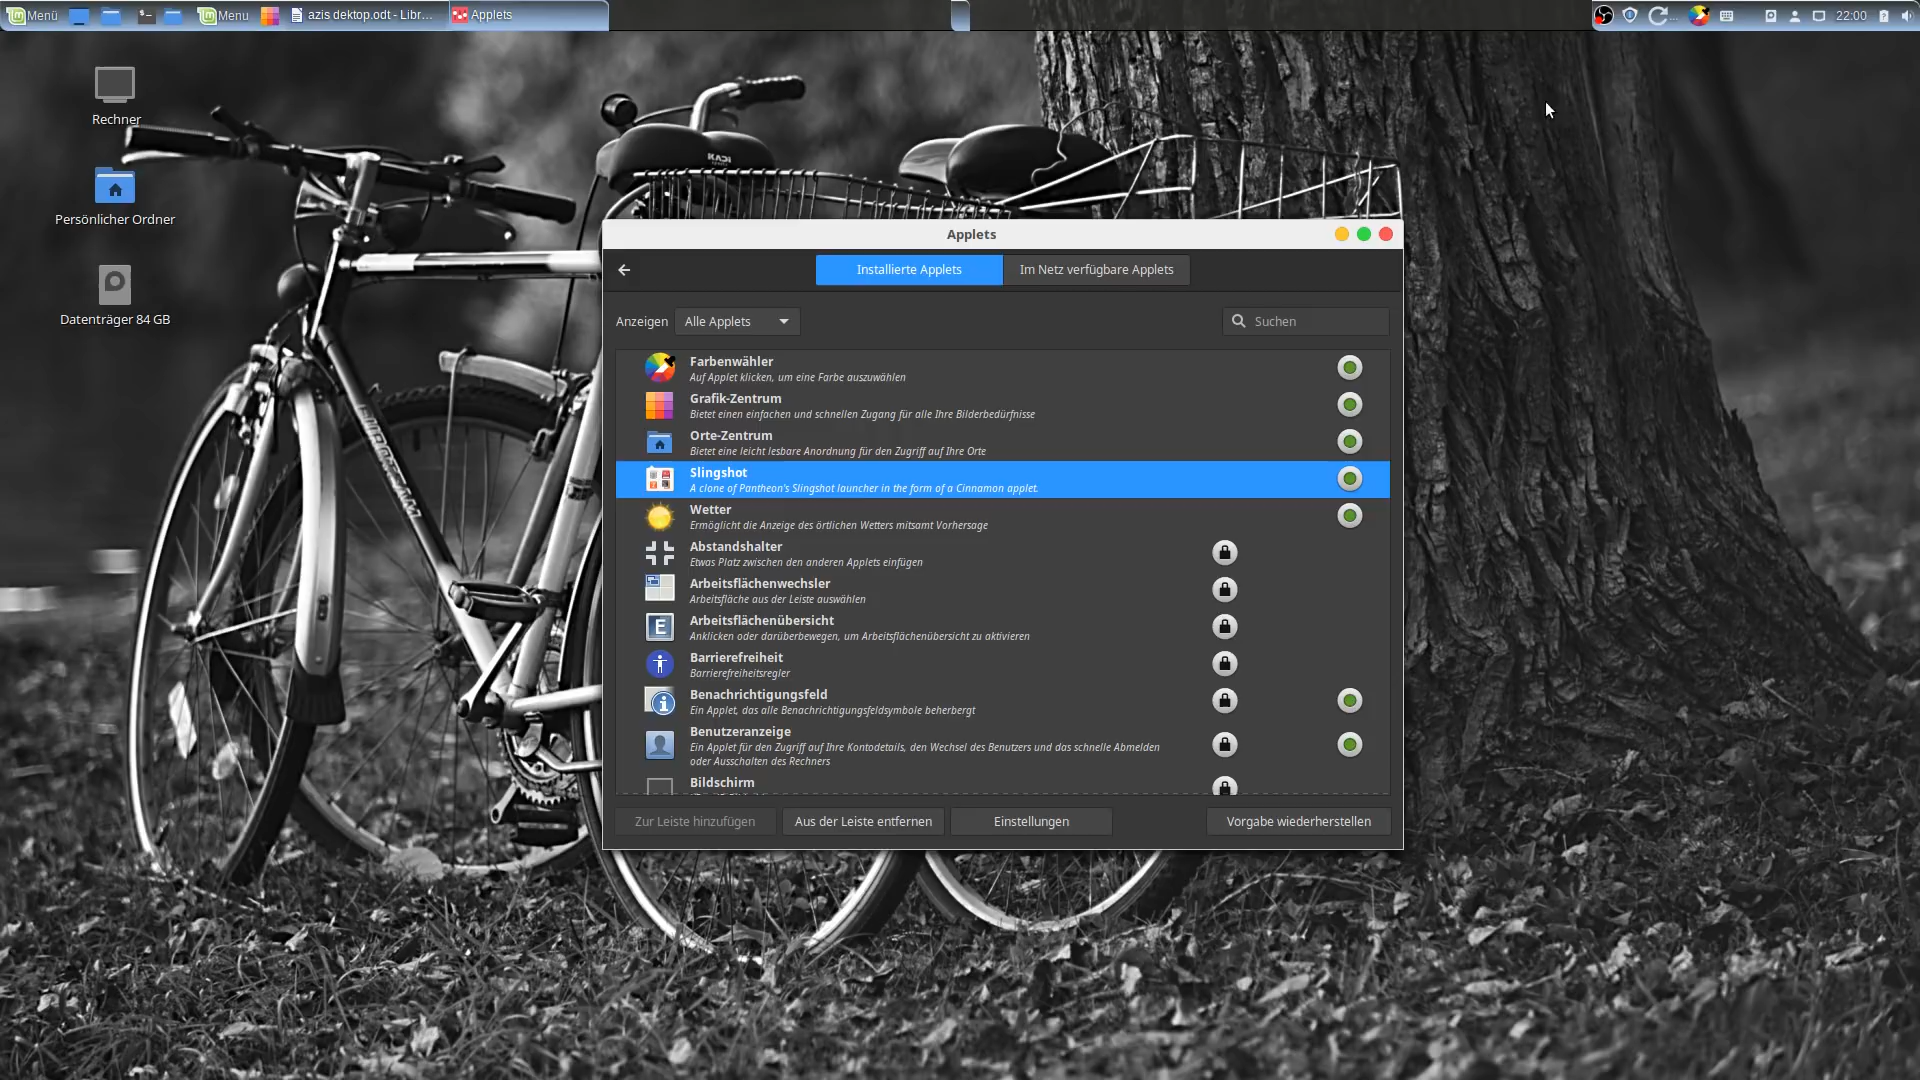 Menü
Menu
azis dektop.odt - Libr...
Applets
22:00
Rechner
Persönlicher Ordner
Datenträger 84 GB
Applets
Installierte Applets
Im Netz verfügbare Applets
Anzeigen
Alle Applets
Suchen
Farbenwähler
Auf Applet klicken, um eine Farbe auszuwählen
Grafik-Zentrum
Bietet einen einfachen und schnellen Zugang für alle Ihre Bilderbedürfnisse
Orte-Zentrum
Bietet eine leicht lesbare Anordnung für den Zugriff auf Ihre Orte
Slingshot
A clone of Pantheon's Slingshot launcher in the form of a Cinnamon applet.
Wetter
Ermöglicht die Anzeige des örtlichen Wetters mitsamt Vorhersage
Abstandshalter
Etwas Platz zwischen den anderen Applets einfügen
Arbeitsflächenwechsler
Arbeitsfläche aus der Leiste auswählen
Arbeitsflächenübersicht
Anklicken oder darüberbewegen, um Arbeitsflächenübersicht zu aktivieren
Barrierefreiheit
Barrierefreiheitsregler
Benachrichtigungsfeld
Ein Applet, das alle Benachrichtigungsfeldsymbole beherbergt
Benutzeranzeige
Ein Applet für den Zugriff auf Ihre Kontodetails, den Wechsel des Benutzers und das schnelle Abmelden
oder Ausschalten des Rechners
Bildschirm
Zur Leiste hinzufügen
Aus der Leiste entfernen
Einstellungen
Vorgabe wiederherstellen